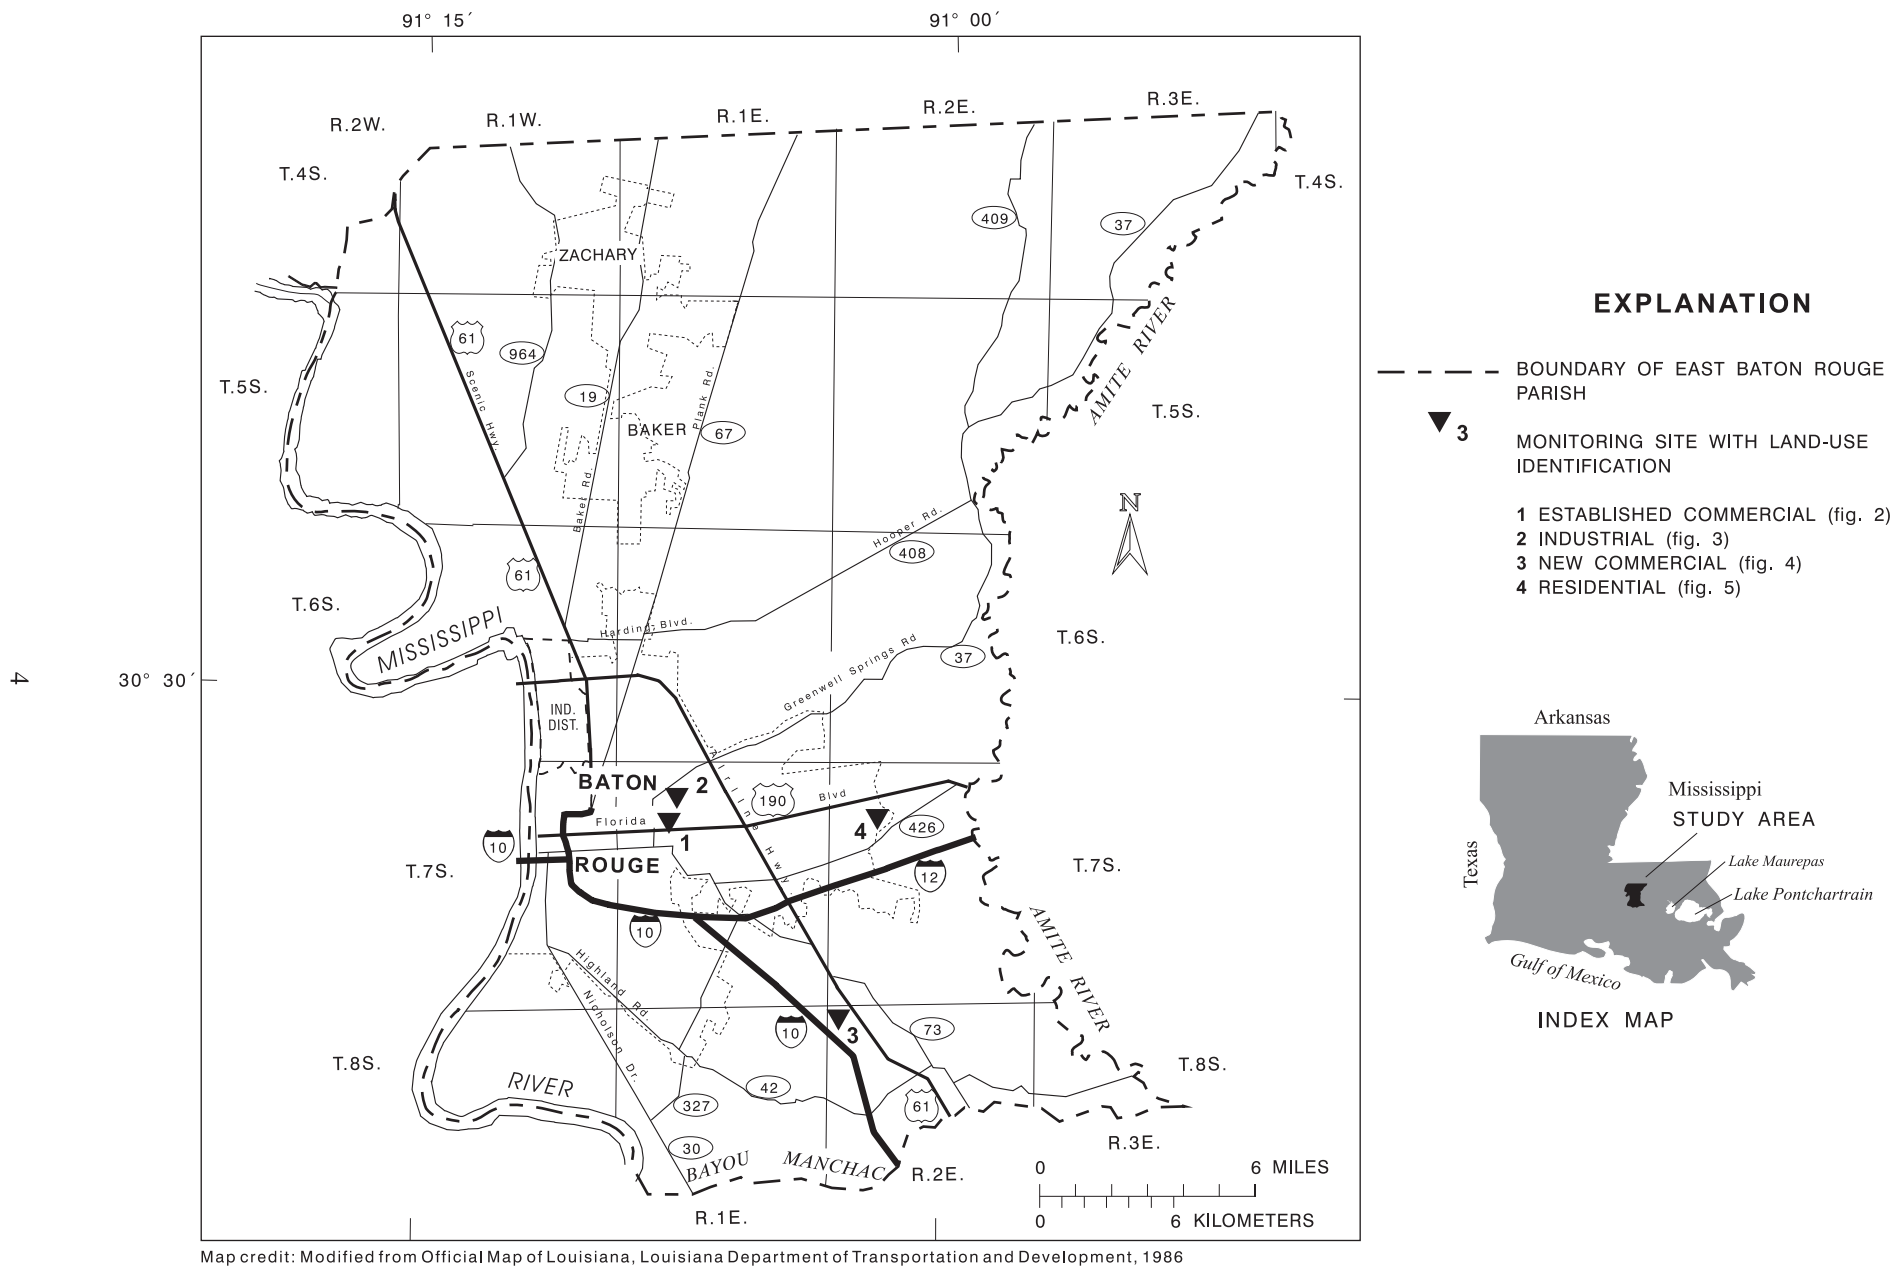 91° 15′
91° 00′
R.2W.
R.1W.
R.1E.
R.2E.
R.3E.
T.4S.
T.4S.
409
37
ZACHARY
61
964
Scenic Hwy.
19
Plank Rd.
AMITE RIVER
T.5S.
T.5S.
BAKER
67
Baker Rd.
N
Hooper Rd.
408
61
T.6S.
MISSISSIPPI
Harding Blvd.
T.6S.
Greenwell Springs Rd
37
30° 30′
IND.
DIST.
BATON
2
Airline Hwy
190
Florida
Blvd
1
4
426
10
ROUGE
T.7S.
T.7S.
12
10
AMITE RIVER
Highland Rd
Nicholson Dr.
10
3
73
T.8S.
T.8S.
RIVER
42
327
61
30
BAYOU MANCHAC
R.3E.
R.2E.
R.1E.
0 6 MILES
0 6 KILOMETERS
EXPLANATION
BOUNDARY OF EAST BATON ROUGE
PARISH
3
MONITORING SITE WITH LAND-USE
IDENTIFICATION
1 ESTABLISHED COMMERCIAL (fig. 2)
2 INDUSTRIAL (fig. 3)
3 NEW COMMERCIAL (fig. 4)
4 RESIDENTIAL (fig. 5)
Arkansas
Mississippi
STUDY AREA
Texas
Lake Maurepas
Lake Pontchartrain
Gulf of Mexico
INDEX MAP
Map credit: Modified from Official Map of Louisiana, Louisiana Department of Transportation and Development, 1986
4